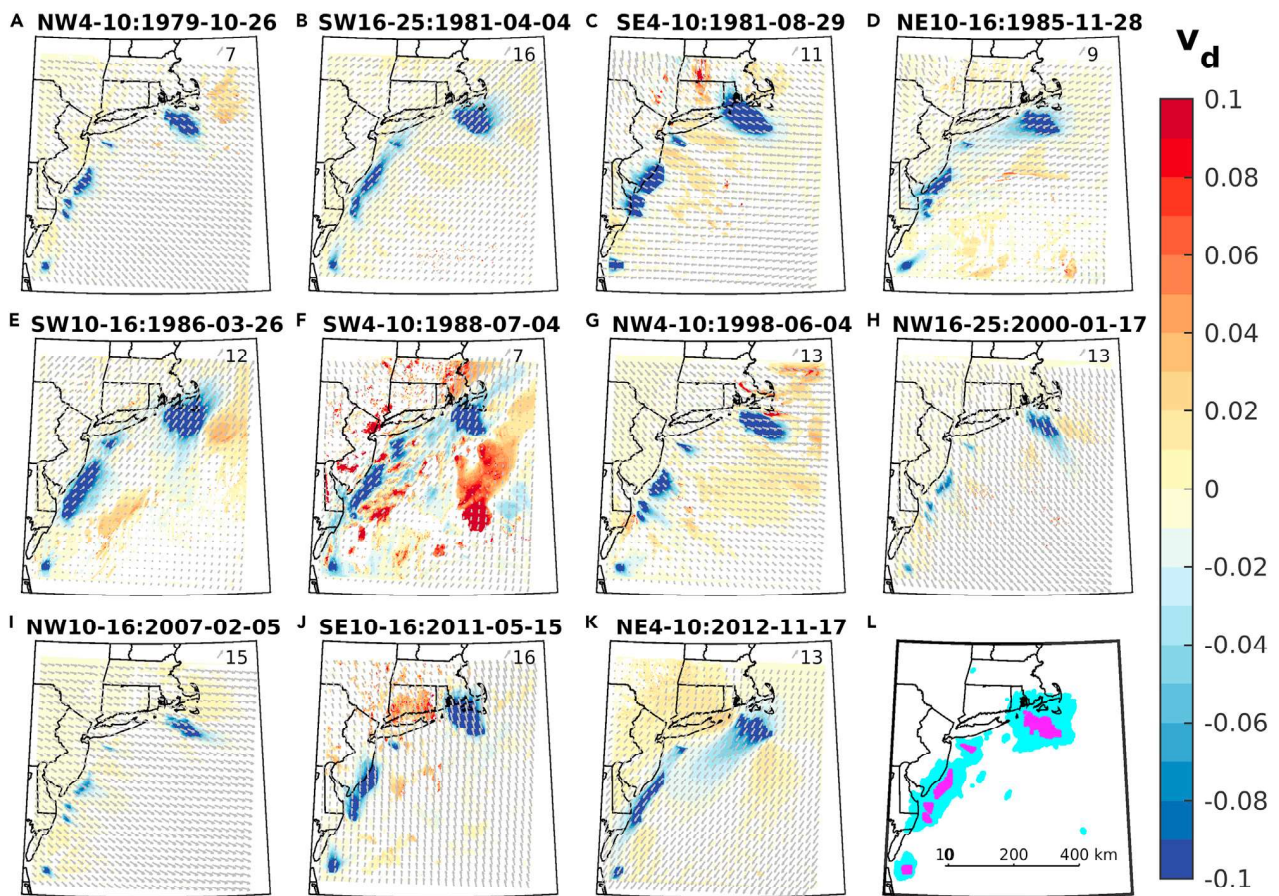 A NW4-10:1979-10-26
7
B SW16-25:1981-04-04
16
C SE4-10:1981-08-29
11
D NE10-16:1985-11-28
9
v_d
0.1
0.08
0.06
0.04
0.02
0
-0.02
-0.04
-0.06
-0.08
-0.1
E SW10-16:1986-03-26
12
F SW4-10:1988-07-04
7
G NW4-10:1998-06-04
13
H NW16-25:2000-01-17
13
I NW10-16:2007-02-05
15
J SE10-16:2011-05-15
16
K NE4-10:2012-11-17
13
L
200 400 km